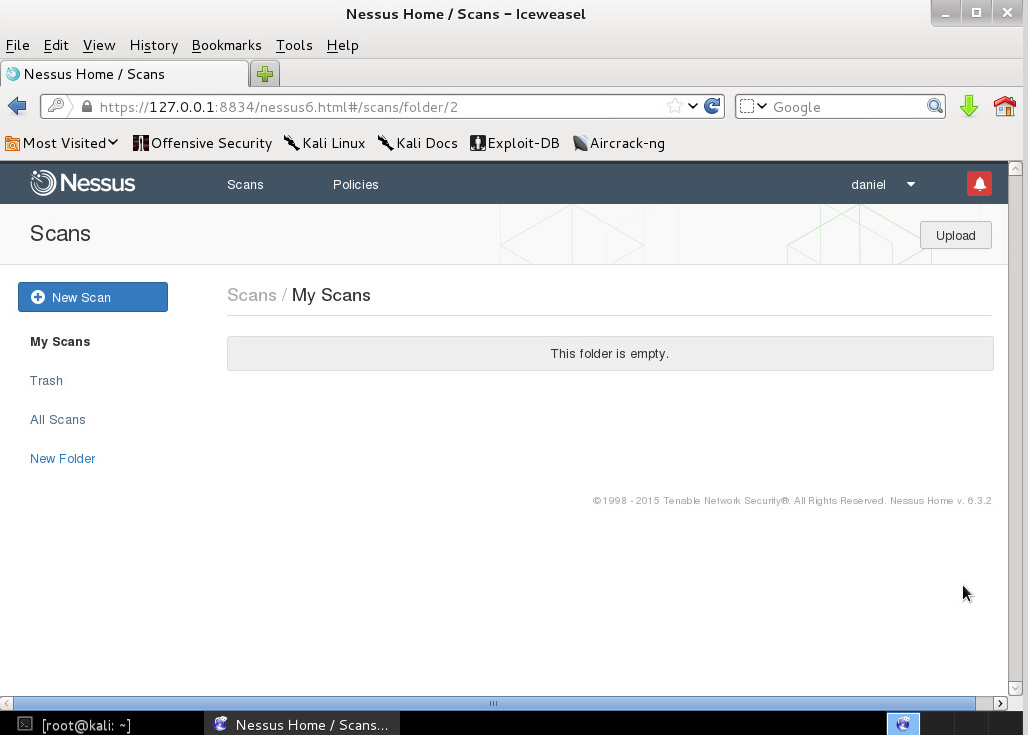 Nessus Home / Scans - Iceweasel
File Edit View History Bookmarks Tools Help
Nessus Home / Scans
https://127.0.0.1:8834/nessus6.html#/scans/folder/2
Google
Most Visited Offensive Security Kali Linux Kali Docs Exploit-DB Aircrack-ng
Nessus Scans Policies daniel
Scans Upload
New Scan
Scans / My Scans
My Scans
This folder is empty.
Trash
All Scans
New Folder
©1998 - 2015 Tenable Network Security®. All Rights Reserved. Nessus Home v. 6.3.2
[root@kali: ~] Nessus Home / Scans...